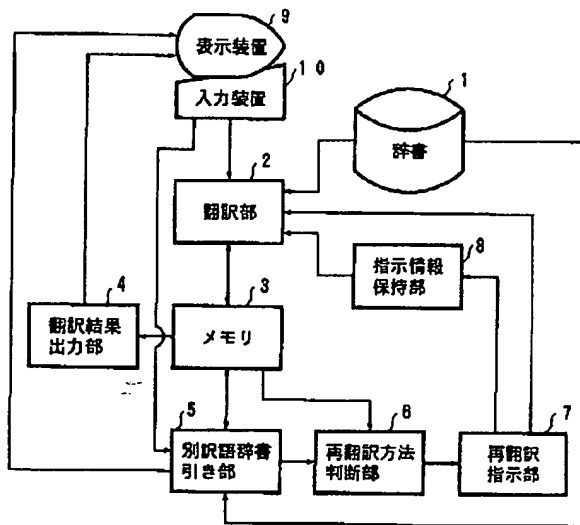 9
表示装置
10
入力装置
1
辞書
2
翻訳部
8
指示情報
保持部
4
翻訳結果
出力部
3
メモリ
5
別訳語辞書
引き部
6
再翻訳方法
判断部
7
再翻訳
指示部